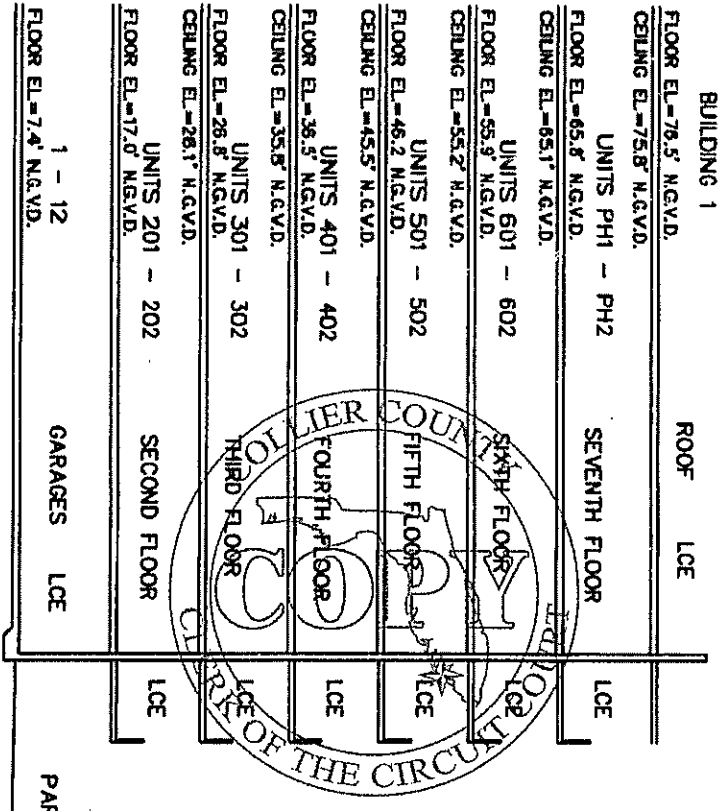 BUILDING 1
ROOF LCE
FLOOR EL=76.5' N.G.V.D.
CEILING EL=75.8' N.G.V.D.
UNITS PH1 - PH2 SEVENTH FLOOR LCE
FLOOR EL=65.8' N.G.V.D.
CEILING EL=65.1' N.G.V.D.
UNITS 601 - 602 SIXTH FLOOR LCE
FLOOR EL=55.9' N.G.V.D.
CEILING EL=55.2' N.G.V.D.
UNITS 501 - 502 FIFTH FLOOR LCE
FLOOR EL=46.2 N.G.V.D.
CEILING EL=45.5' N.G.V.D.
UNITS 401 - 402 FOURTH FLOOR LCE
FLOOR EL=36.5' N.G.V.D.
CEILING EL=35.8' N.G.V.D.
UNITS 301 - 302 THIRD FLOOR LCE
FLOOR EL=26.8' N.G.V.D.
CEILING EL=26.1' N.G.V.D.
UNITS 201 - 202 SECOND FLOOR LCE
FLOOR EL=17.0' N.G.V.D.
1 - 12 GARAGES LCE
FLOOR EL=7.4' N.G.V.D.
PAR
COLLIER COUNTY
COPY
CLERK OF THE CIRCUIT COURT